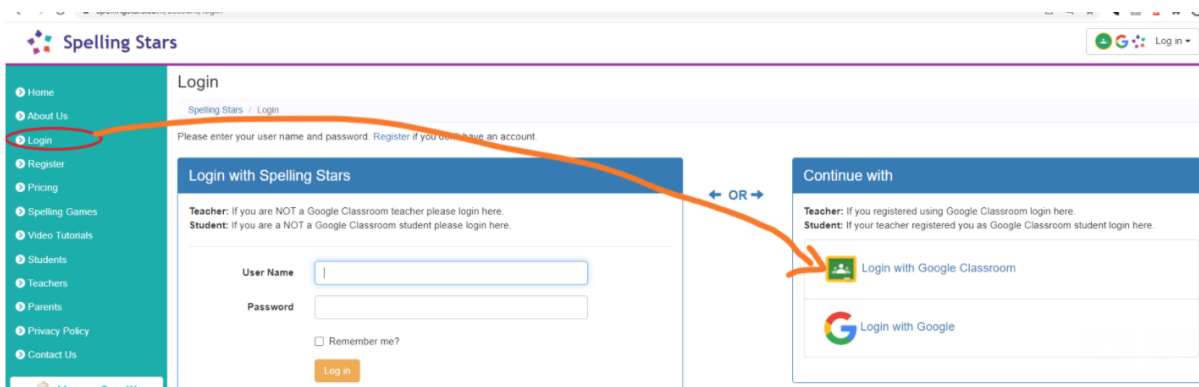 Spelling Stars
Log in
Home
About Us
Login
Register
Pricing
Spelling Games
Video Tutorials
Students
Teachers
Parents
Privacy Policy
Contact Us
Login
Spelling Stars / Login
Please enter your user name and password. Register if you don't have an account.
Login with Spelling Stars
Teacher: If you are NOT a Google Classroom teacher please login here.
Student: If you are a NOT a Google Classroom student please login here.
User Name
Password
Remember me?
Log in
← OR →
Continue with
Teacher: If you registered using Google Classroom login here.
Student: If your teacher registered you as Google Classroom student login here.
Login with Google Classroom
Login with Google